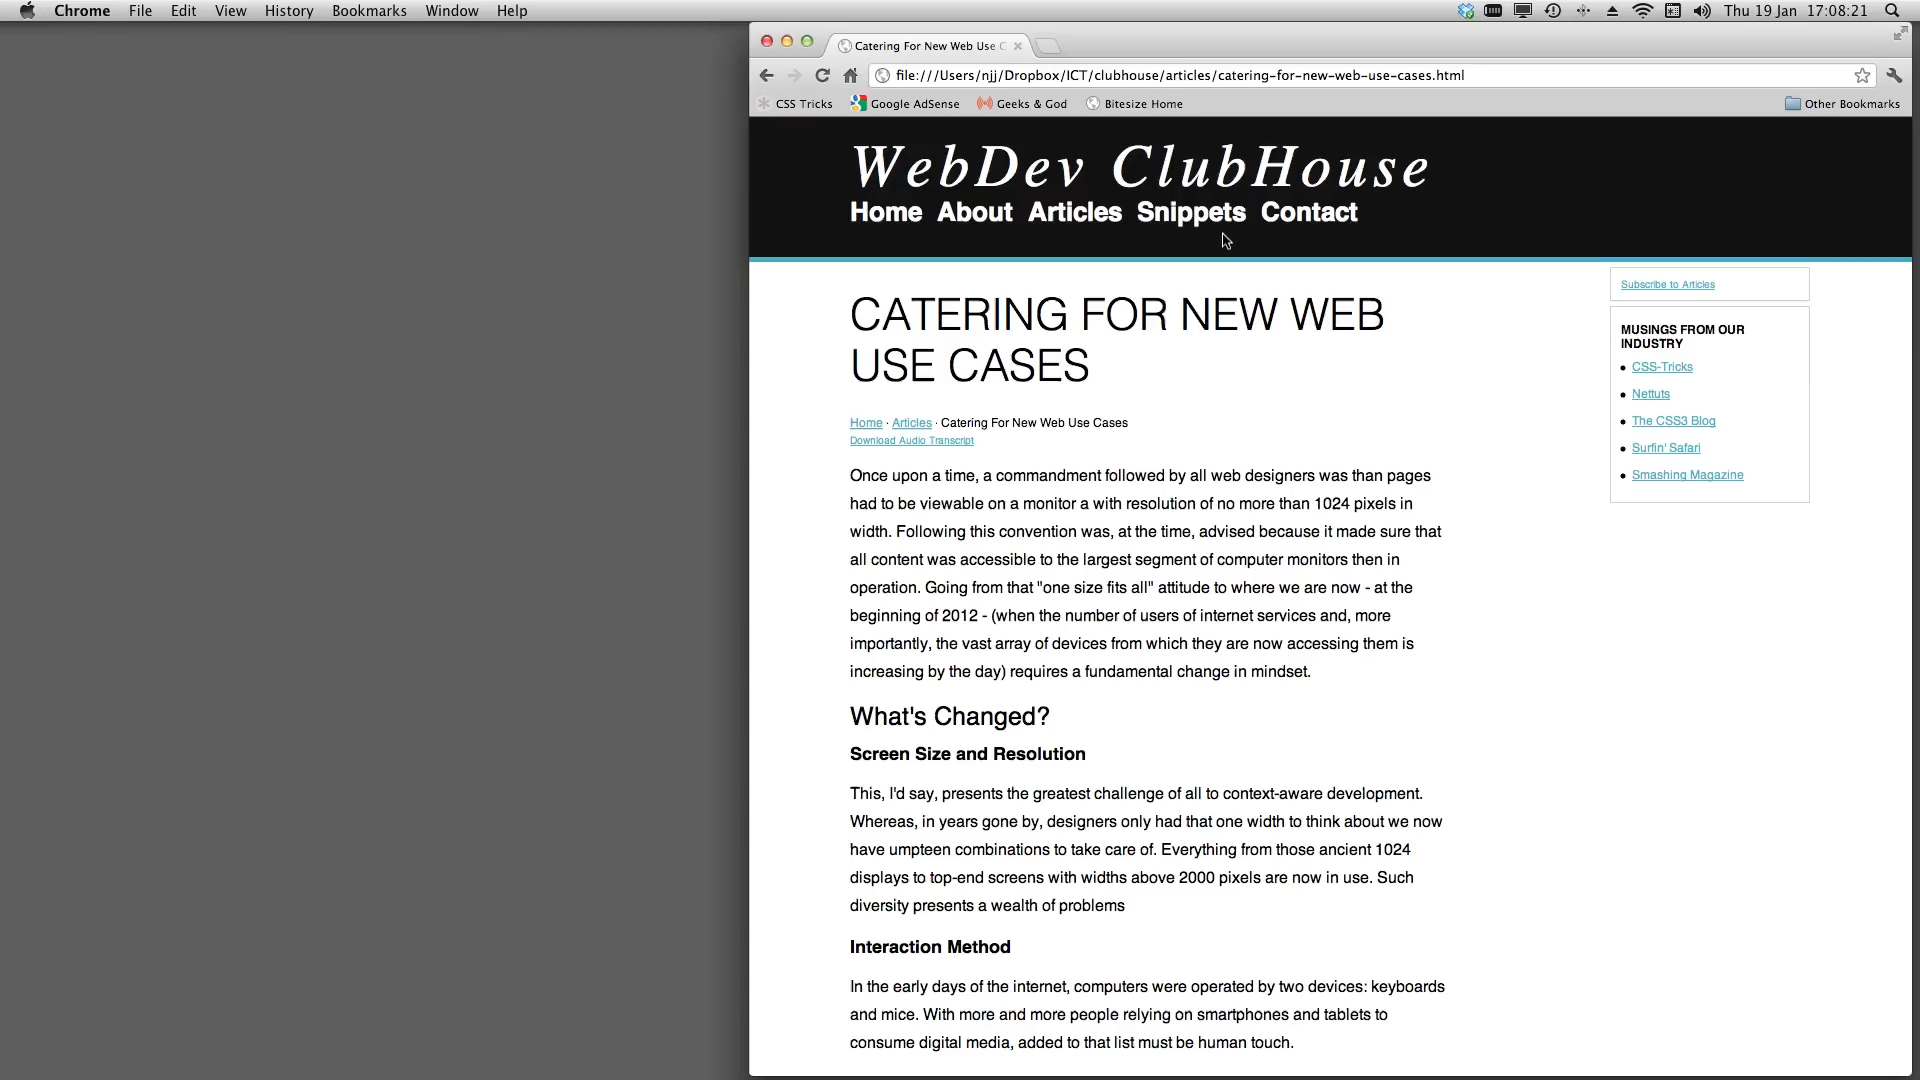 Chrome File Edit View History Bookmarks Window Help Thu 19 Jan 17:08:21
Catering For New Web Use C
file:///Users/njj/Dropbox/ICT/clubhouse/articles/catering-for-new-web-use-cases.html
CSS Tricks Google AdSense Geeks & God Bitesize Home Other Bookmarks
WebDev ClubHouse
Home About Articles Snippets Contact
CATERING FOR NEW WEB
USE CASES
Home · Articles · Catering For New Web Use Cases
Download Audio Transcript
Once upon a time, a commandment followed by all web designers was than pages
had to be viewable on a monitor a with resolution of no more than 1024 pixels in
width. Following this convention was, at the time, advised because it made sure that
all content was accessible to the largest segment of computer monitors then in
operation. Going from that "one size fits all" attitude to where we are now - at the
beginning of 2012 - (when the number of users of internet services and, more
importantly, the vast array of devices from which they are now accessing them is
increasing by the day) requires a fundamental change in mindset.
What's Changed?
Screen Size and Resolution
This, I'd say, presents the greatest challenge of all to context-aware development.
Whereas, in years gone by, designers only had that one width to think about we now
have umpteen combinations to take care of. Everything from those ancient 1024
displays to top-end screens with widths above 2000 pixels are now in use. Such
diversity presents a wealth of problems
Interaction Method
In the early days of the internet, computers were operated by two devices: keyboards
and mice. With more and more people relying on smartphones and tablets to
consume digital media, added to that list must be human touch.
Subscribe to Articles
MUSINGS FROM OUR
INDUSTRY
CSS-Tricks
Nettuts
The CSS3 Blog
Surfin' Safari
Smashing Magazine